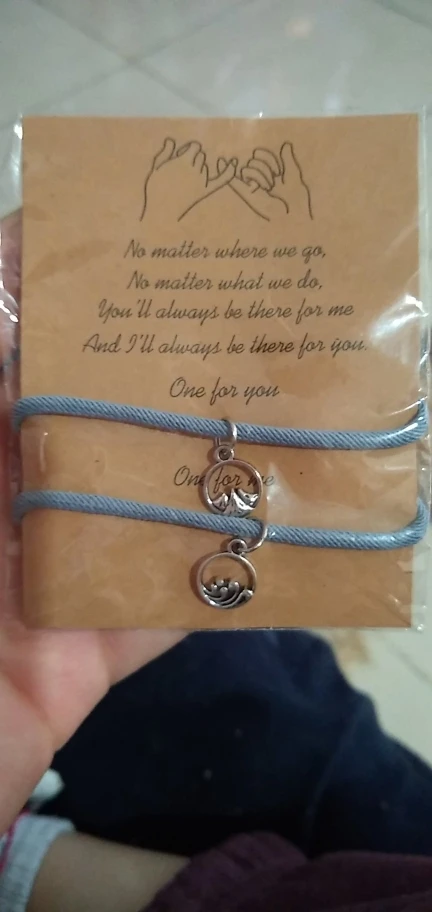 No matter where we go,
No matter what we do,
You'll always be there for me
And I'll always be there for you.
One for you
One for me